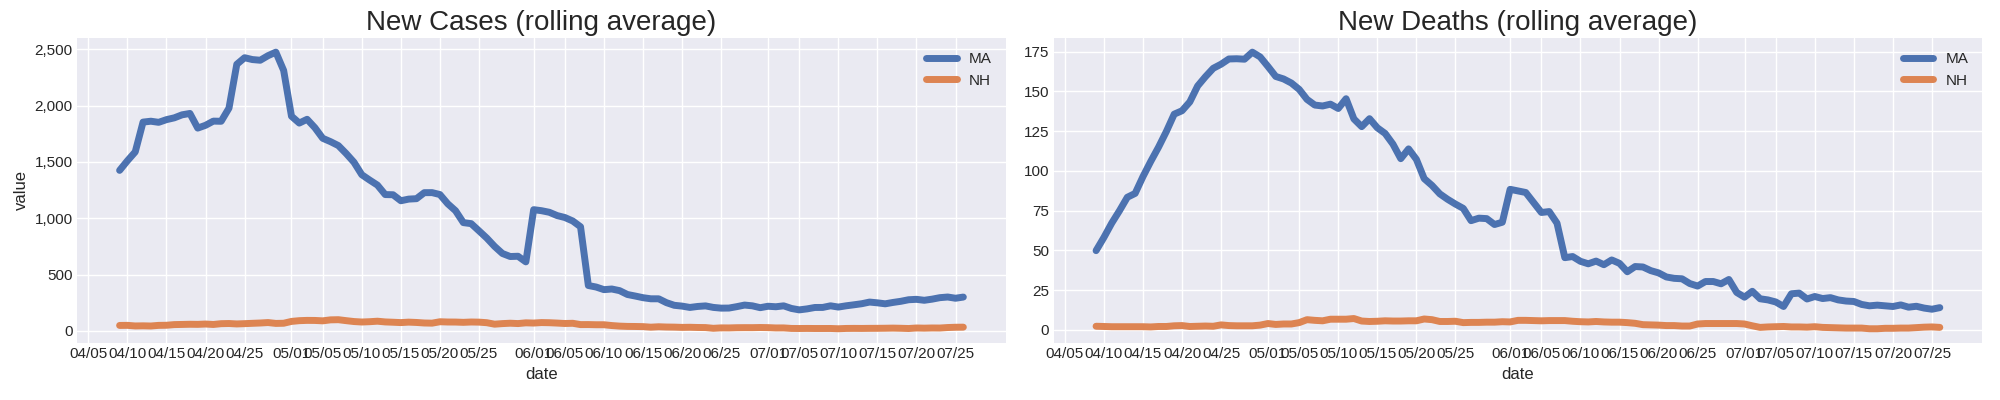 New Cases (rolling average)
2,500
2,000
1,500
1,000
500
0
value
MA
NH
04/05 04/10 04/15 04/20 04/25 05/01 05/05 05/10 05/15 05/20 05/25 06/01 06/05 06/10 06/15 06/20 06/25 07/01 07/05 07/10 07/15 07/20 07/25
date
New Deaths (rolling average)
175
150
125
100
75
50
25
0
MA
NH
04/05 04/10 04/15 04/20 04/25 05/01 05/05 05/10 05/15 05/20 05/25 06/01 06/05 06/10 06/15 06/20 06/25 07/01 07/05 07/10 07/15 07/20 07/25
date